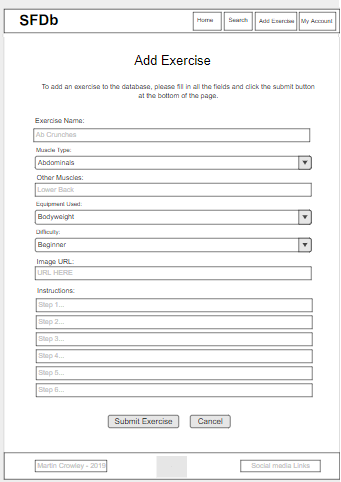 SFDb
Home
Search
Add Exercise
My Account
Add Exercise
To add an exercise to the database, please fill in all the fields and click the submit button
at the bottom of the page.
Exercise Name:
Ab Crunches
Muscle Type:
Abdominals
Other Muscles:
Lower Back
Equipment Used:
Bodyweight
Difficulty:
Beginner
Image URL:
URL HERE
Instructions:
Step 1...
Step 2...
Step 3...
Step 4...
Step 5...
Step 6...
Submit Exercise
Cancel
Martin Crowley - 2019
Social media Links